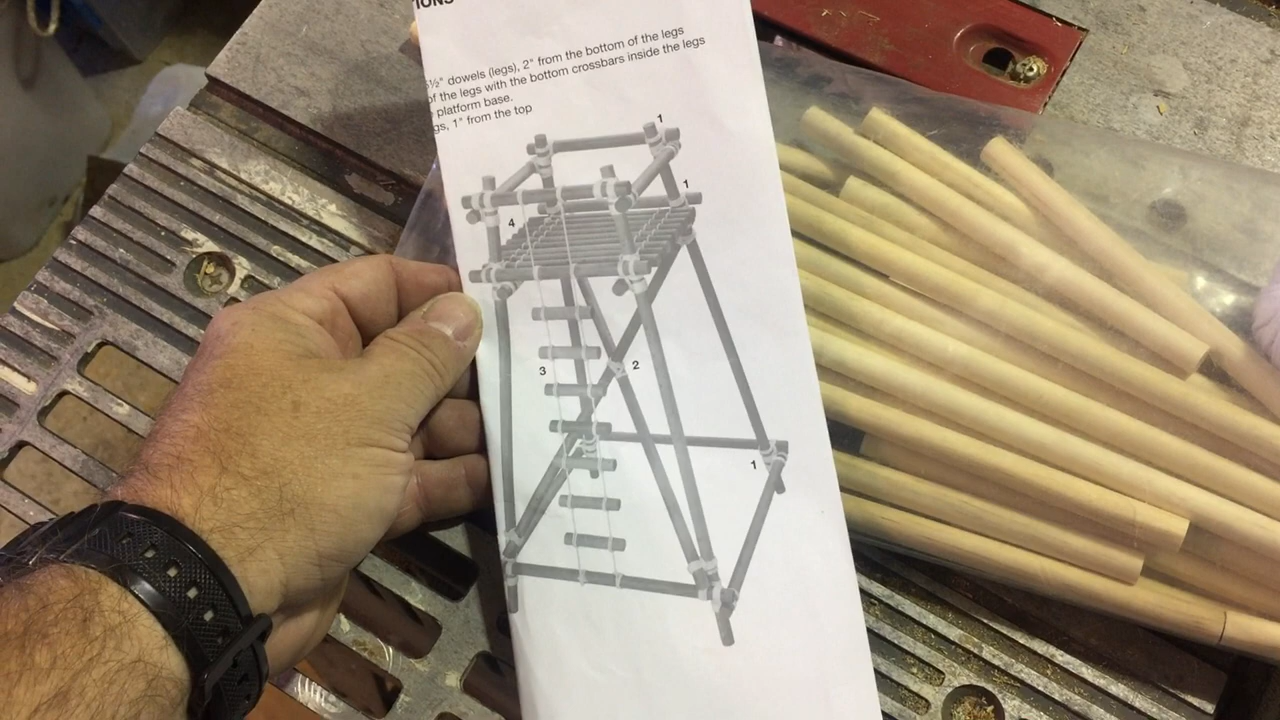 IONS
½" dowels (legs), 2" from the bottom of the legs
of the legs with the bottom crossbars inside the legs
platform base.
gs, 1" from the top
1
1
4
3
2
1